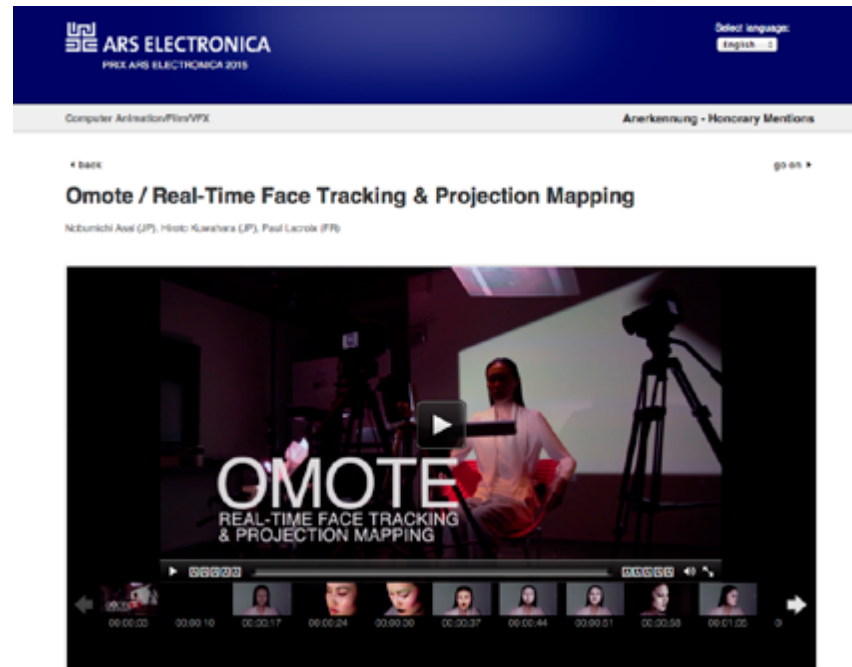 ARS ELECTRONICA
PRIX ARS ELECTRONICA 2015
Select language:
English
Computer Animation/Film/VFX
Anerkennung - Honorary Mentions
back
go on
Omote / Real-Time Face Tracking & Projection Mapping
Nobumichi Asai (JP), Hiroto Kuwahara (JP), Paul Lacroix (FR)
OMOTE
REAL-TIME FACE TRACKING
& PROJECTION MAPPING
00:00:03 00:00:10 00:00:17 00:00:24 00:00:30 00:00:37 00:00:44 00:00:51 00:00:58 00:01:05 0